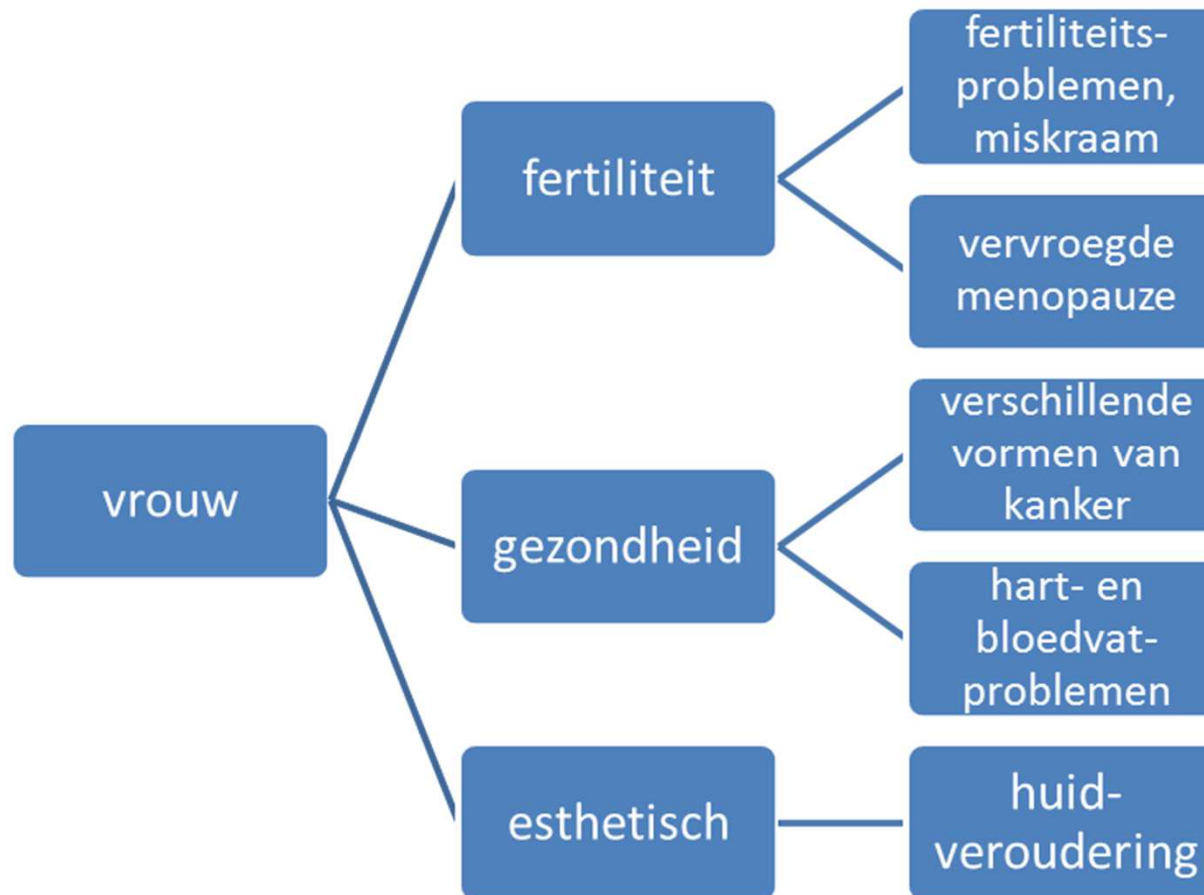 vrouw
fertiliteit
fertiliteits-
problemen,
miskraam
vervroegde
menopauze
gezondheid
verschillende
vormen van
kanker
hart- en
bloedvat-
problemen
esthetisch
huid-
veroudering